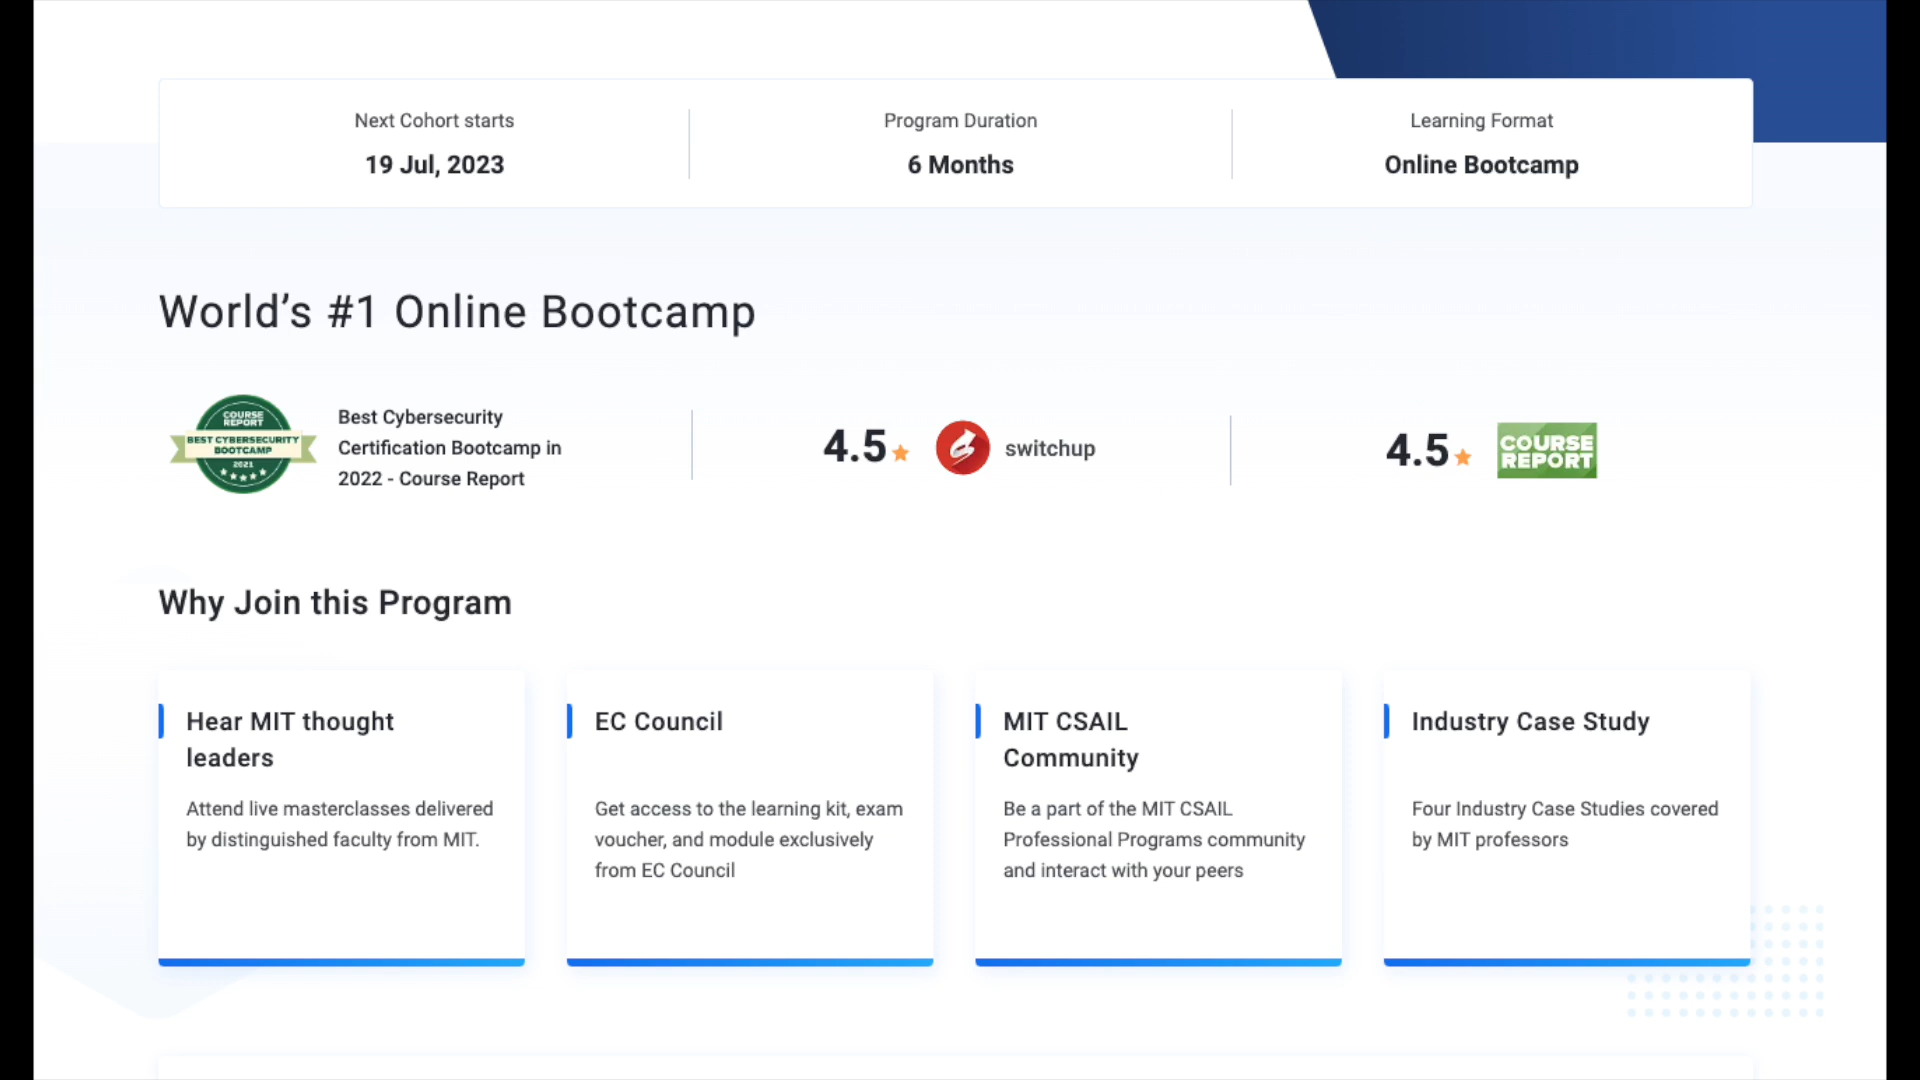 Next Cohort starts
19 Jul, 2023
Program Duration
6 Months
Learning Format
Online Bootcamp
World’s #1 Online Bootcamp
COURSE
REPORT
BEST CYBERSECURITY
BOOTCAMP
2021
Best Cybersecurity
Certification Bootcamp in
2022 - Course Report
4.5
switchup
4.5
COURSE
REPORT
Why Join this Program
Hear MIT thought
leaders
Attend live masterclasses delivered
by distinguished faculty from MIT.
EC Council
Get access to the learning kit, exam
voucher, and module exclusively
from EC Council
MIT CSAIL
Community
Be a part of the MIT CSAIL
Professional Programs community
and interact with your peers
Industry Case Study
Four Industry Case Studies covered
by MIT professors